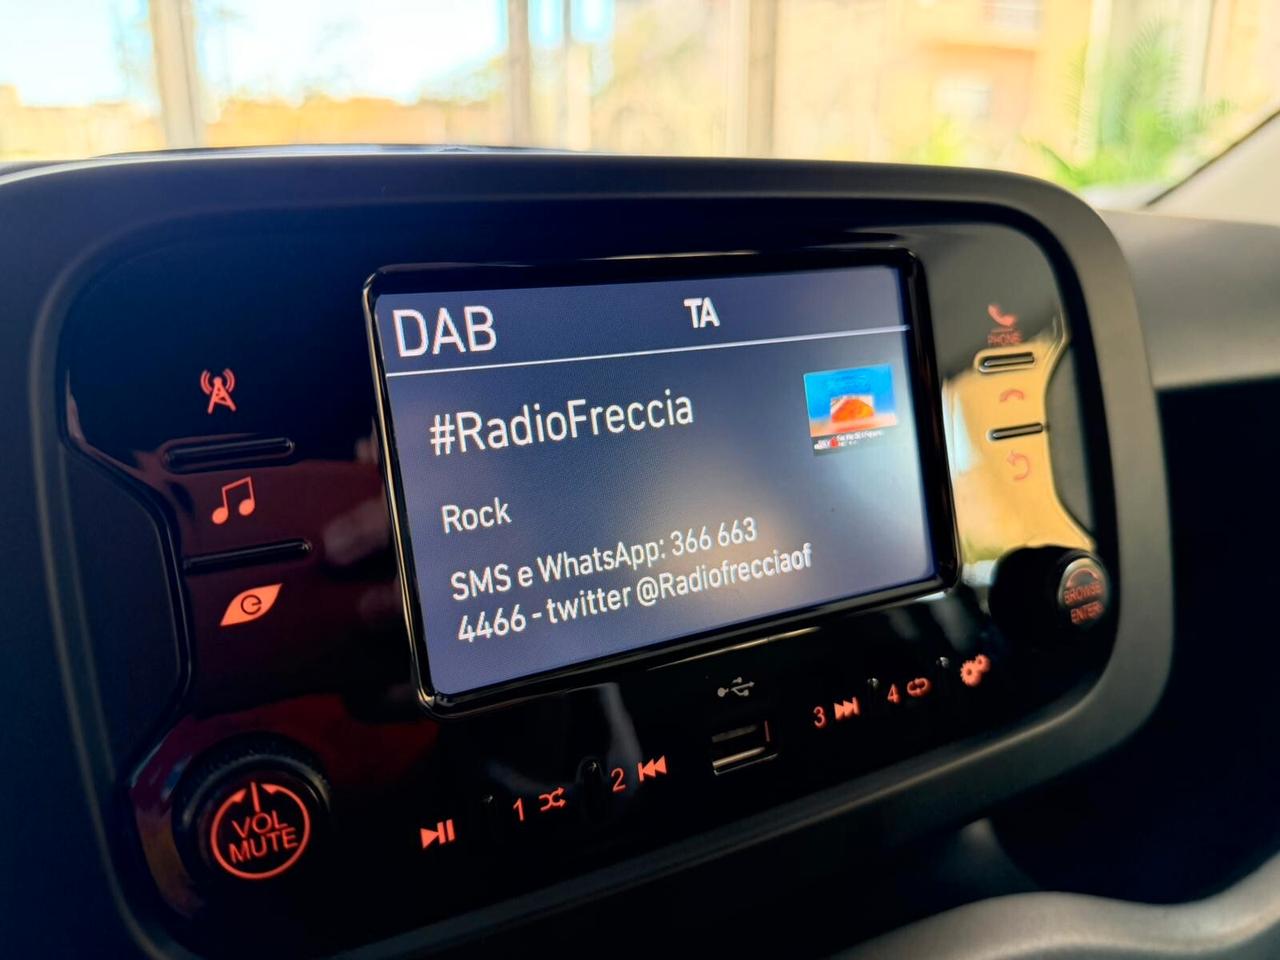 DAB
TA
#RadioFreccia
Rock
SMS e WhatsApp: 366 663
4466 - twitter @Radiofrecciaof
PHONE
BROWSE
ENTER
VOL
MUTE
1
2
3
4